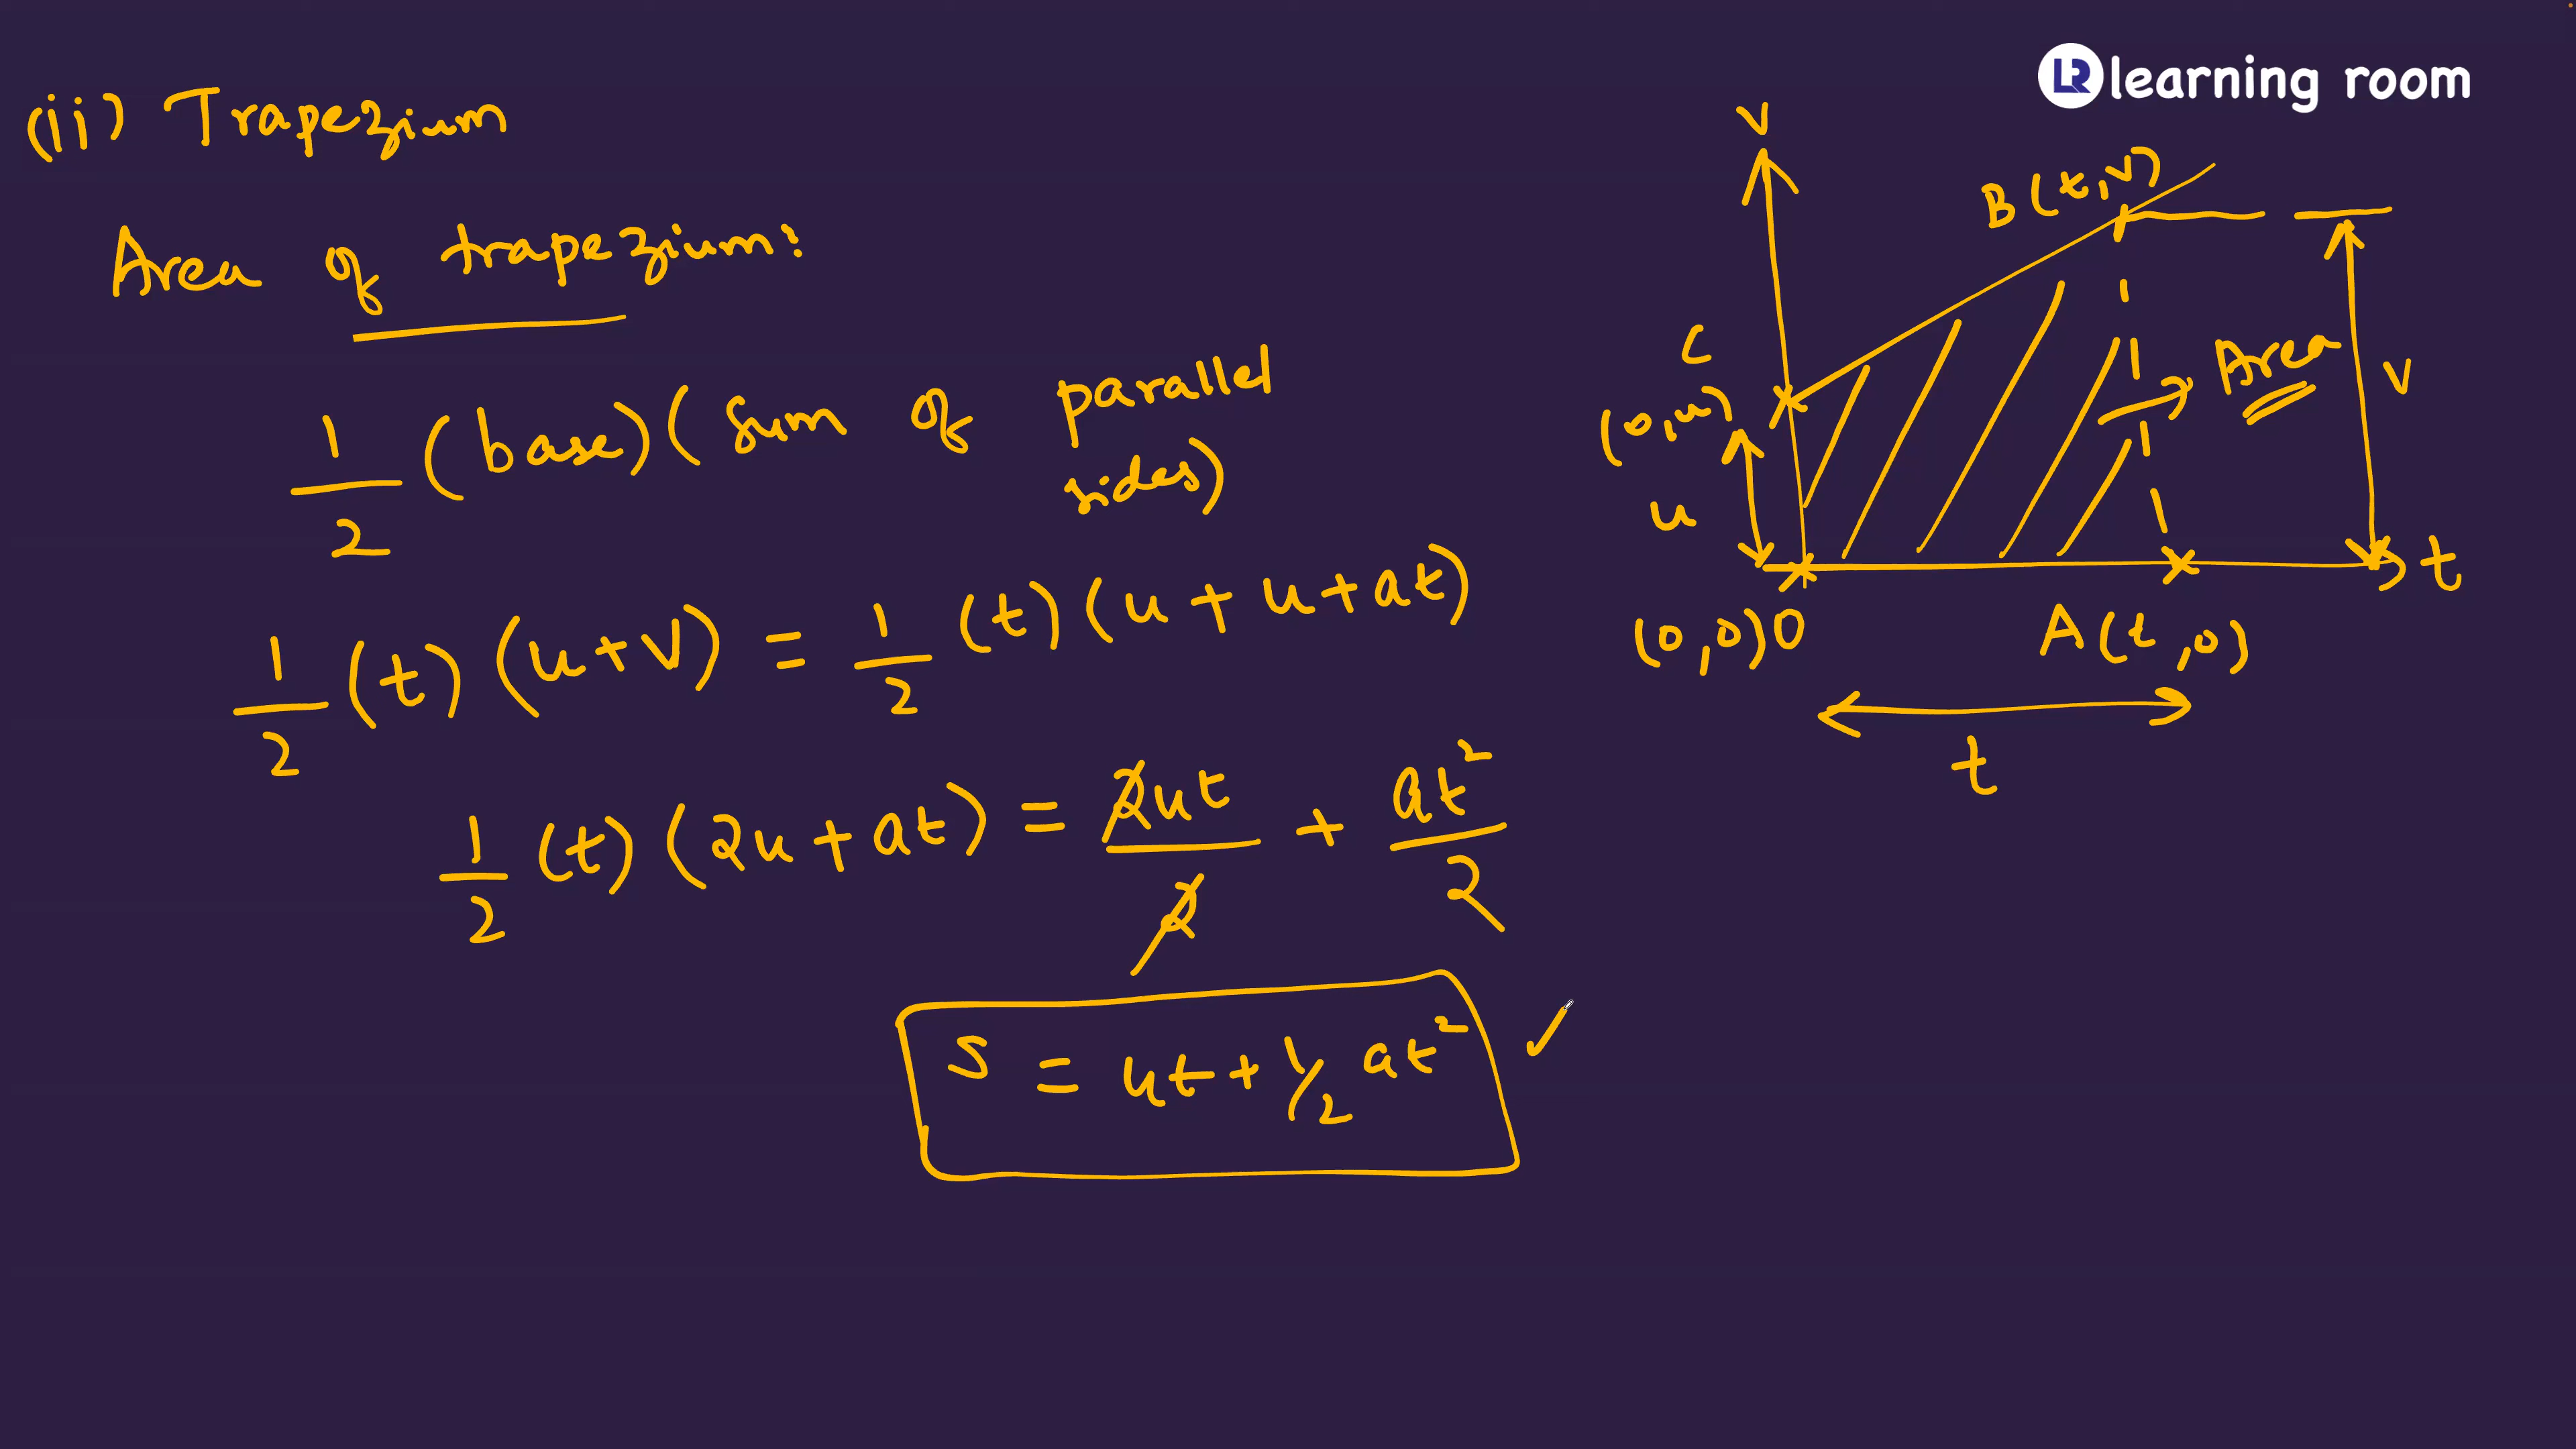 learning room
(ii) Trapezium
Area of trapezium:
1/2 (base)(sum of parallel
sides)
1/2 (t)(u+v) = 1/2 (t)(u+u+at)
1/2 (t)(2u+at) = 2ut/2 + at²/2
S = ut+1/2 at² ✓
v
B(t,v)
C
(0,u)
Area
v
u
t
(0,0)O
A(t,0)
t